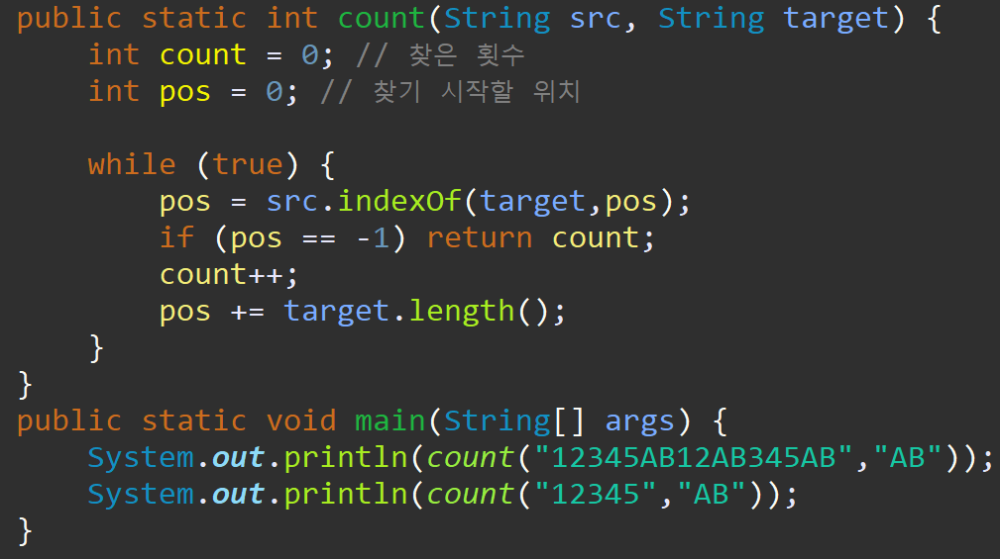 public static int count(String src, String target) {
    int count = 0; // 찾은 횟수
    int pos = 0; // 찾기 시작할 위치

    while (true) {
        pos = src.indexOf(target,pos);
        if (pos == -1) return count;
        count++;
        pos += target.length();
    }
}
public static void main(String[] args) {
    System.out.println(count("12345AB12AB345AB","AB"));
    System.out.println(count("12345","AB"));
}